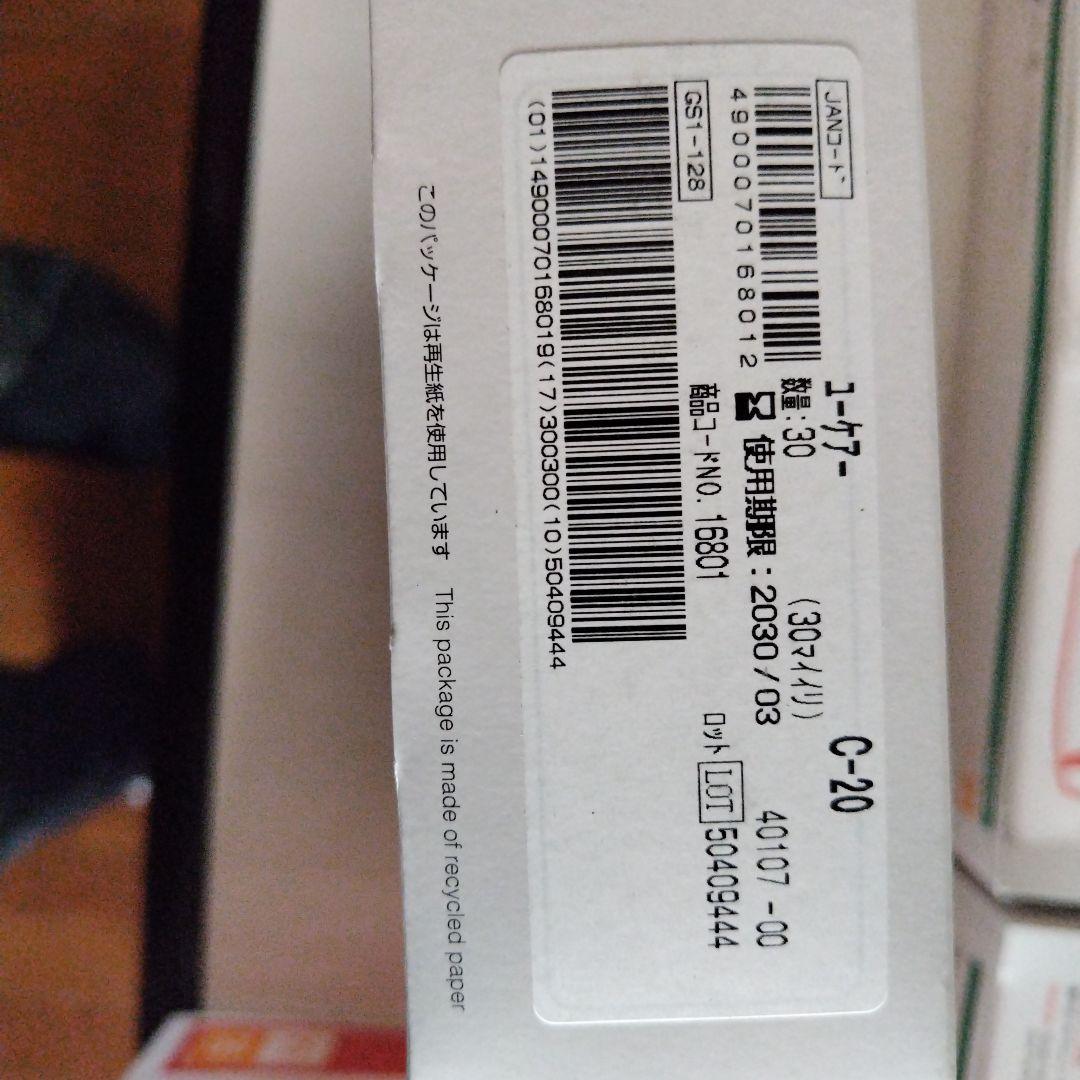 ﾕｰｹｱｰ C-20
数量:30 (30ﾏｲｲﾘ) 40107 -00
使用期限:2030/03
商品ｺｰﾄﾞNO. 16801 ﾛｯﾄ LOT 50409444
JANｺｰﾄﾞ
4900070168012
GS1-128
(01)14900070168019(17)300300(10)50409444
このパッケージは再生紙を使用しています This package is made of recycled paper